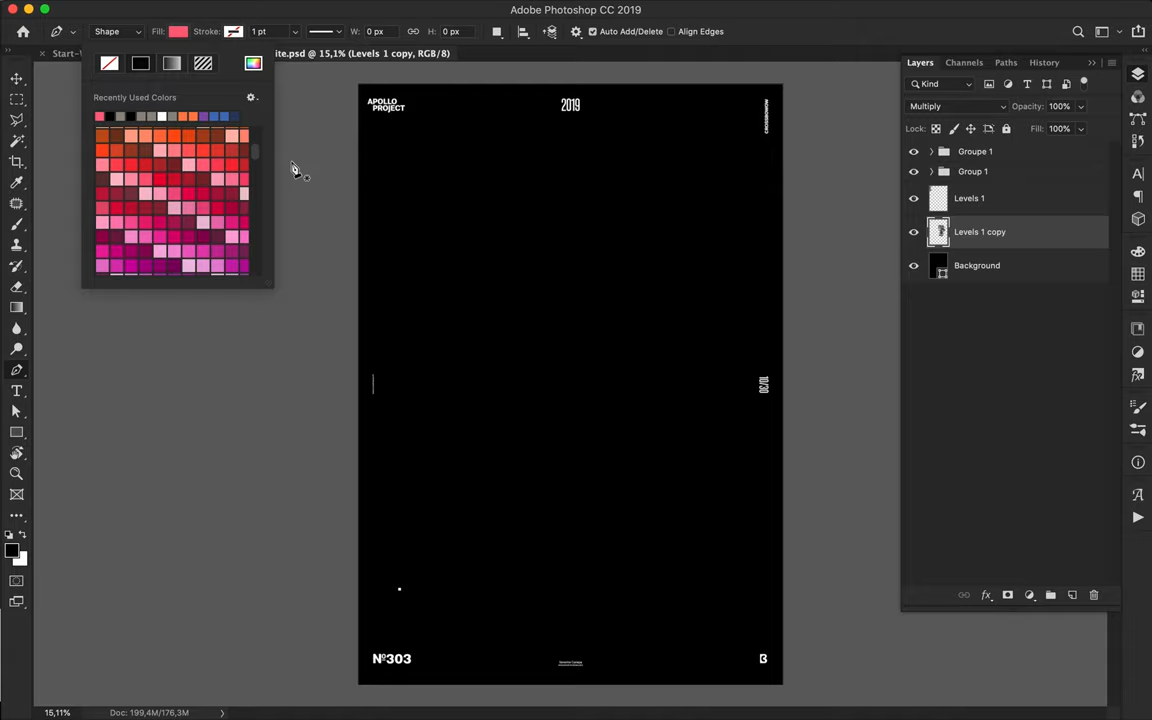 Adobe Photoshop CC 2019
Shape
Fill:
Stroke:
1 pt
W: 0 px
H: 0 px
Auto Add/Delete
Align Edges
Start-
ite.psd @ 15,1% (Levels 1 copy, RGB/8)
Recently Used Colors
APOLLO
PROJECT
2019
CROSSBOWDOWN
10/30
Nº303
B
Layers
Channels
Paths
History
Kind
Multiply
Opacity: 100%
Lock:
Fill: 100%
Groupe 1
Group 1
Levels 1
Levels 1 copy
Background
15,11%
Doc: 199,4M/176,3M